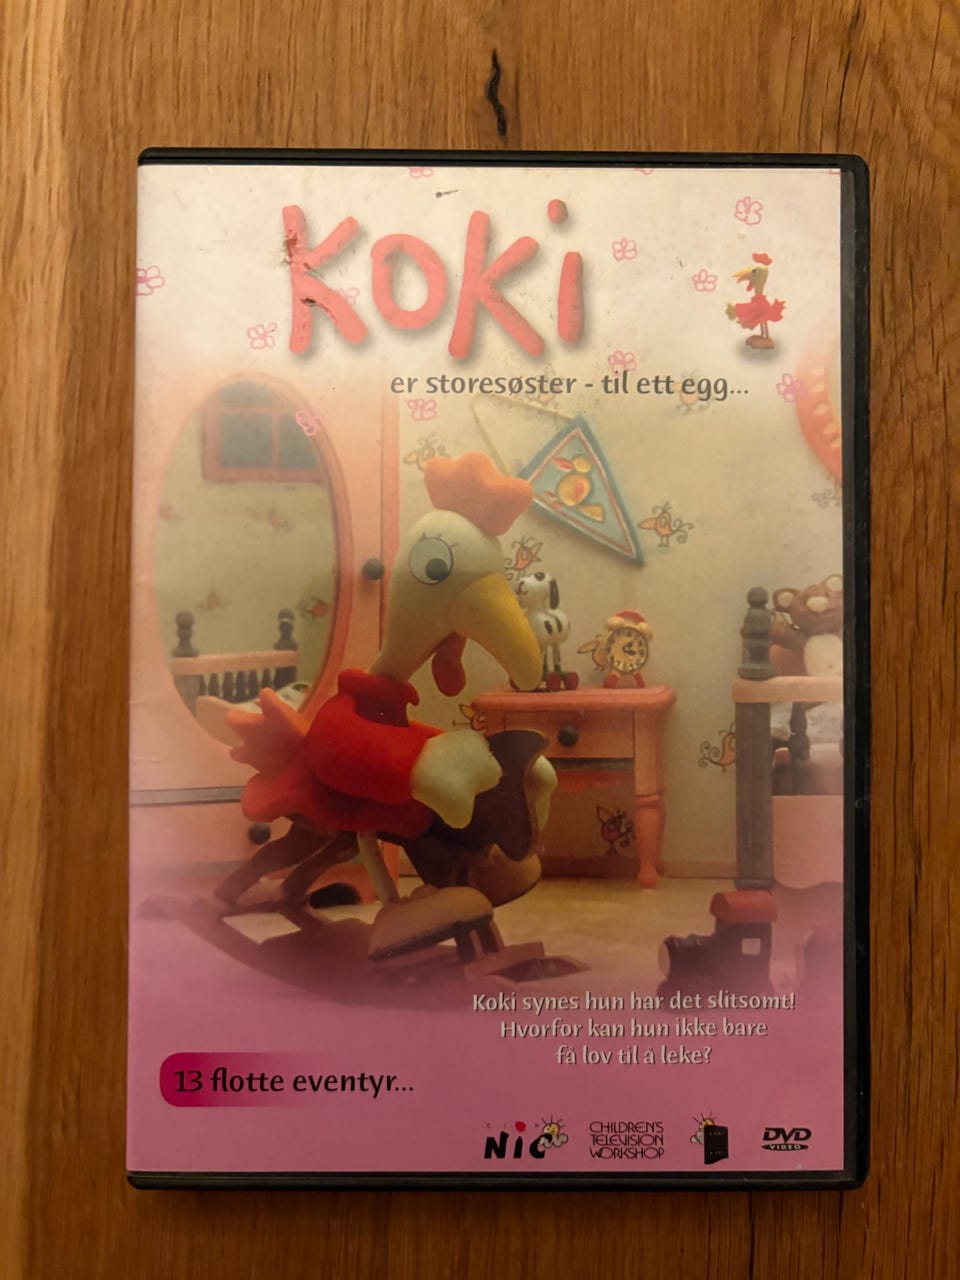 Koki
er storesøster - til ett egg...
Koki synes hun har det slitsomt!
Hvorfor kan hun ikke bare
få lov til å leke?
13 flotte eventyr...
NIC
CHILDREN'S
TELEVISION
WORKSHOP
DVD
VIDEO